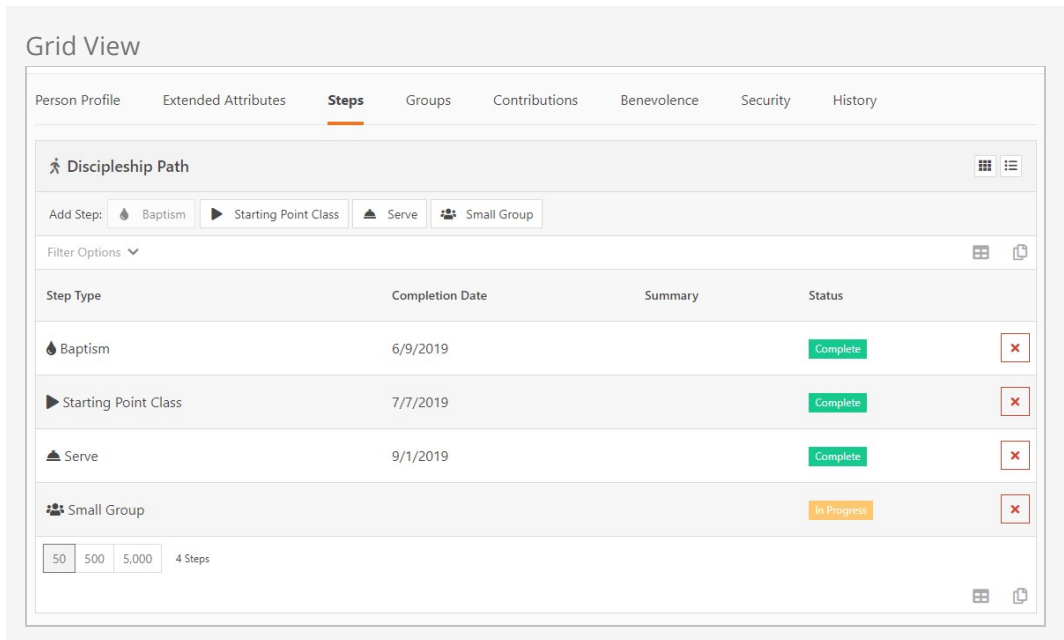 Grid View
Person Profile Extended Attributes Steps Groups Contributions Benevolence Security History
Discipleship Path
Add Step: Baptism Starting Point Class Serve Small Group
Filter Options
Step Type Completion Date Summary Status
Baptism 6/9/2019 Complete
Starting Point Class 7/7/2019 Complete
Serve 9/1/2019 Complete
Small Group In Progress
50 500 5,000 4 Steps